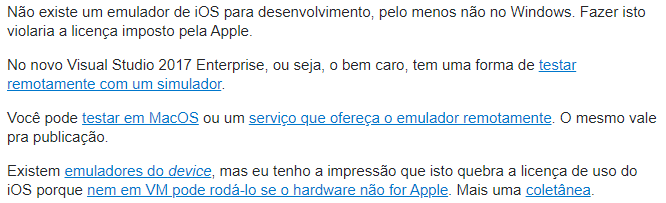 Não existe um emulador de iOS para desenvolvimento, pelo menos não no Windows. Fazer isto
violaria a licença imposto pela Apple.
No novo Visual Studio 2017 Enterprise, ou seja, o bem caro, tem uma forma de testar
remotamente com um simulador.
Você pode testar em MacOS ou um serviço que ofereça o emulador remotamente. O mesmo vale
pra publicação.
Existem emuladores do device, mas eu tenho a impressão que isto quebra a licença de uso do
iOS porque nem em VM pode rodá-lo se o hardware não for Apple. Mais uma coletânea.